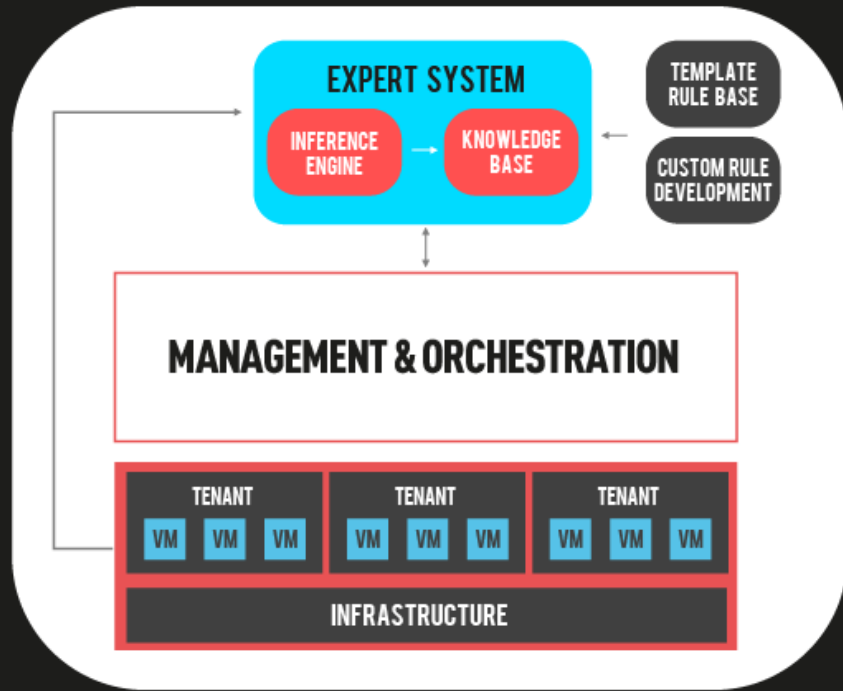 EXPERT SYSTEM
INFERENCE
ENGINE
KNOWLEDGE
BASE
TEMPLATE
RULE BASE
CUSTOM RULE
DEVELOPMENT
MANAGEMENT & ORCHESTRATION
TENANT
VM VM VM
TENANT
VM VM VM
TENANT
VM VM VM
INFRASTRUCTURE